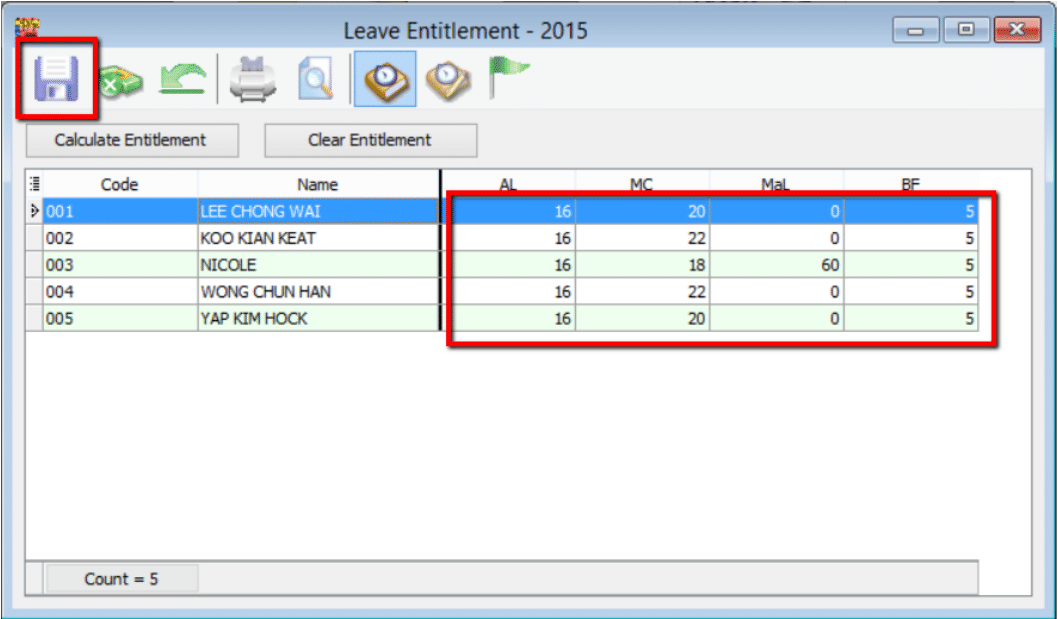 Leave Entitlement - 2015
Calculate Entitlement Clear Entitlement
Code Name AL MC MaL BF
001 LEE CHONG WAI 16 20 0 5
002 KOO KIAN KEAT 16 22 0 5
003 NICOLE 16 18 60 5
004 WONG CHUN HAN 16 22 0 5
005 YAP KIM HOCK 16 20 0 5
Count = 5